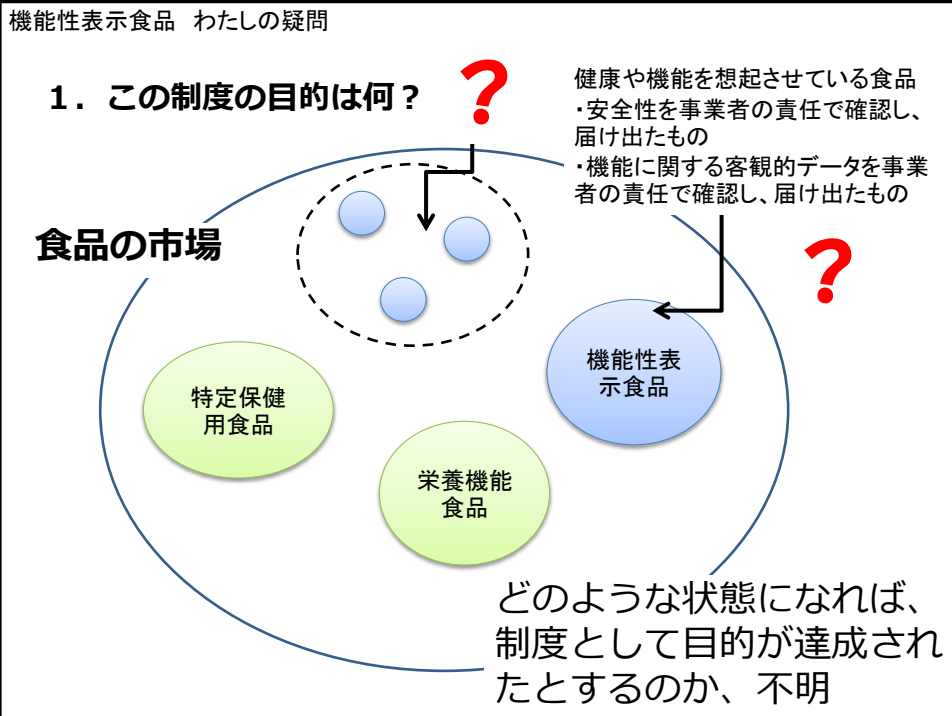 機能性表示食品　わたしの疑問
１．この制度の目的は何？
？
健康や機能を想起させている食品
・安全性を事業者の責任で確認し、
届け出たもの
・機能に関する客観的データを事業
者の責任で確認し、届け出たもの
食品の市場
？
機能性表
示食品
特定保健
用食品
栄養機能
食品
どのような状態になれば、
制度として目的が達成され
たとするのか、不明